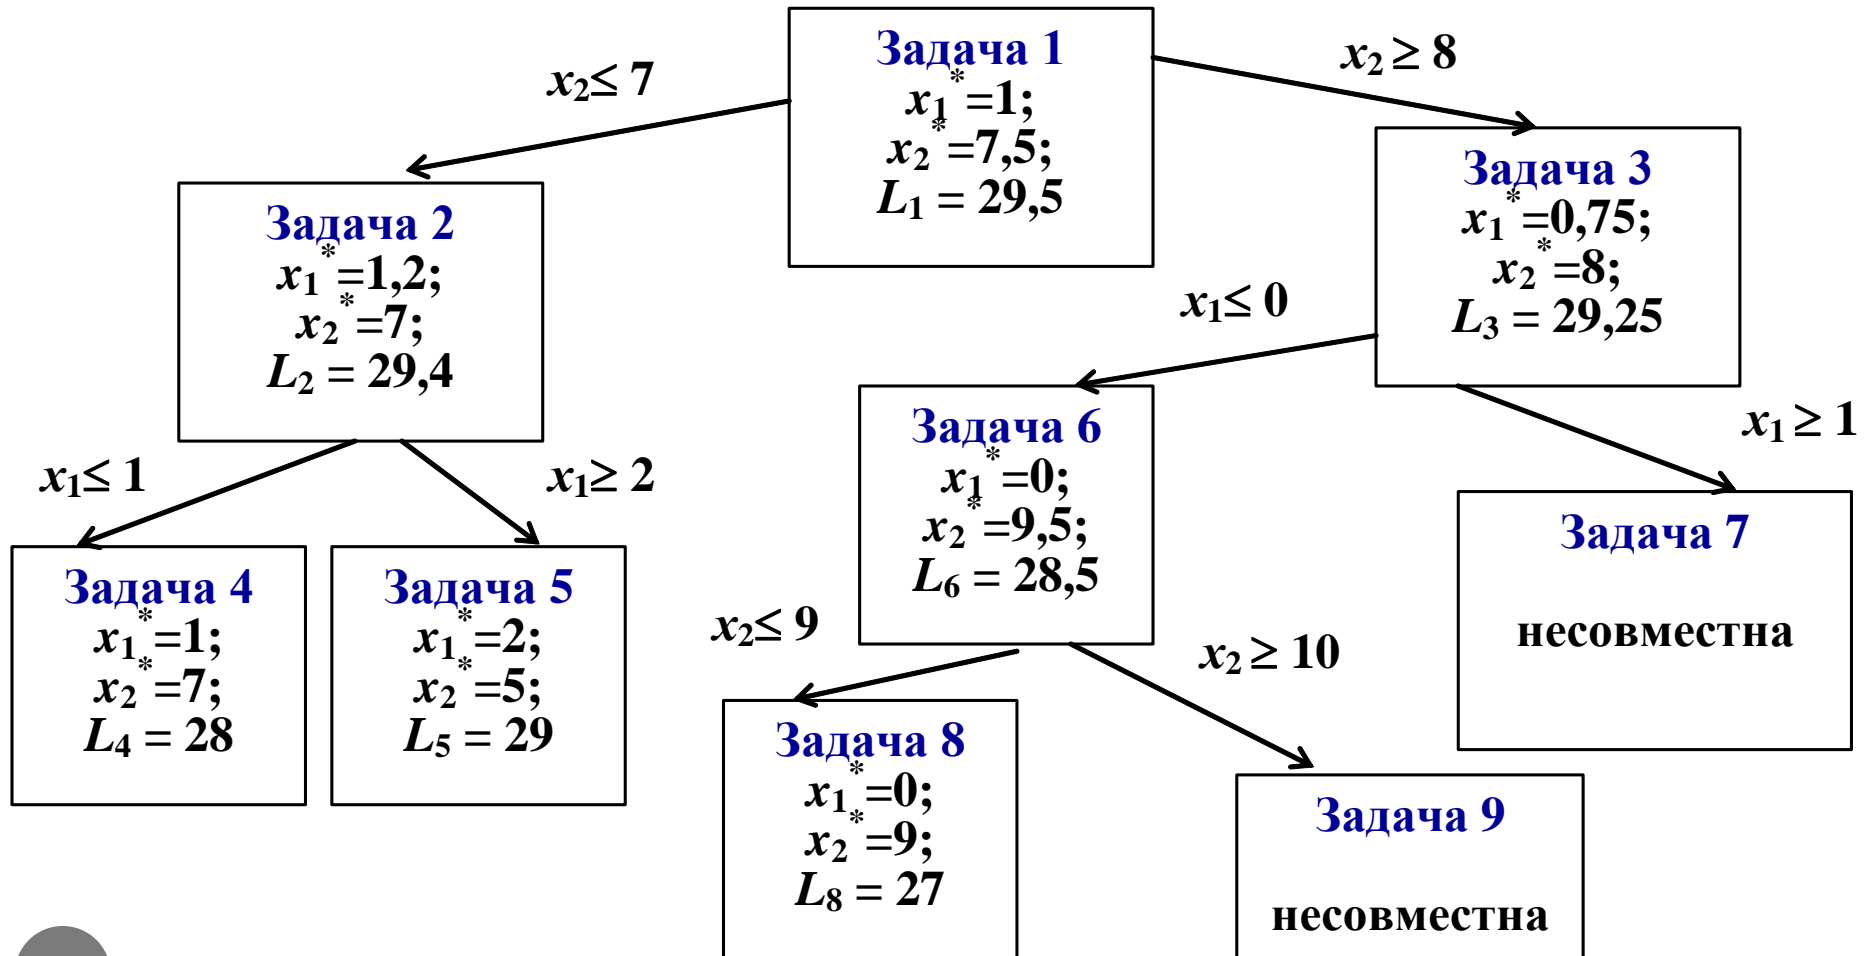 Задача 1
x₁*=1;
x₂*=7,5;
L₁ = 29,5
x₂≤ 7
x₂ ≥ 8
Задача 2
x₁*=1,2;
x₂*=7;
L₂ = 29,4
Задача 3
x₁*=0,75;
x₂*=8;
L₃ = 29,25
x₁≤ 1
x₁≥ 2
x₁≤ 0
x₁ ≥ 1
Задача 4
x₁*=1;
x₂*=7;
L₄ = 28
Задача 5
x₁*=2;
x₂*=5;
L₅ = 29
Задача 6
x₁*=0;
x₂*=9,5;
L₆ = 28,5
Задача 7
несовместна
x₂≤ 9
x₂ ≥ 10
Задача 8
x₁*=0;
x₂*=9;
L₈ = 27
Задача 9
несовместна